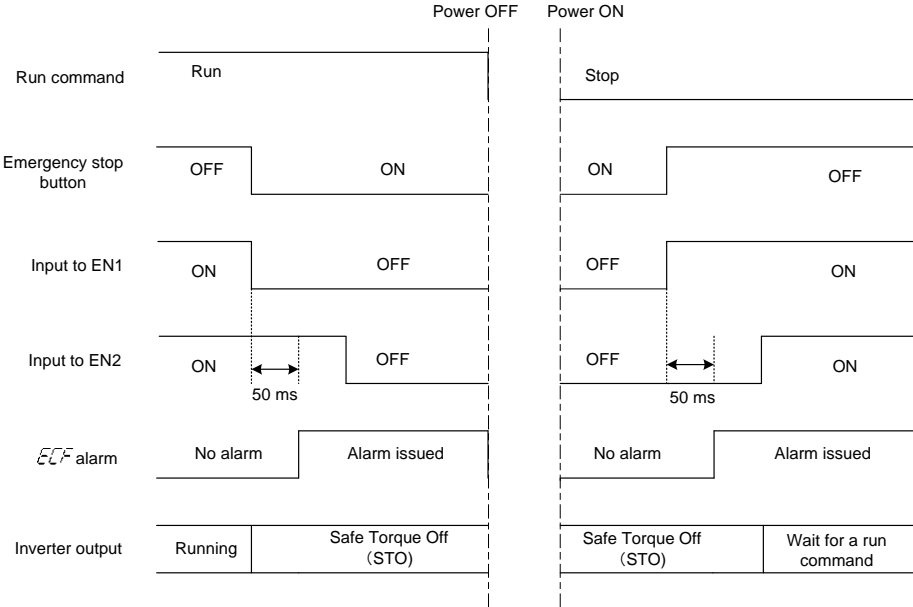 Power OFF
Power ON
Run command
Run
Stop
Emergency stop
button
OFF
ON
ON
OFF
Input to EN1
ON
OFF
OFF
ON
Input to EN2
ON
OFF
OFF
ON
50 ms
50 ms
ECF alarm
No alarm
Alarm issued
No alarm
Alarm issued
Inverter output
Running
Safe Torque Off
(STO)
Safe Torque Off
(STO)
Wait for a run
command